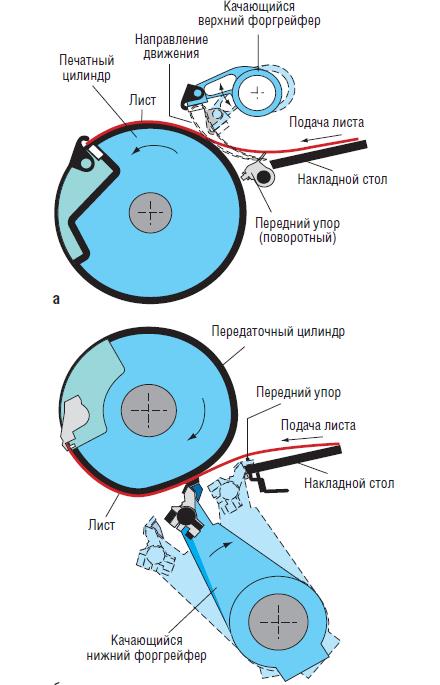 Качающийся
верхний форгрейфер
Направление
движения
Печатный
цилиндр
Лист
Подача листа
Накладной стол
Передний упор
(поворотный)
а
Передаточный цилиндр
Передний упор
Подача листа
Накладной стол
Лист
Качающийся
нижний форгрейфер